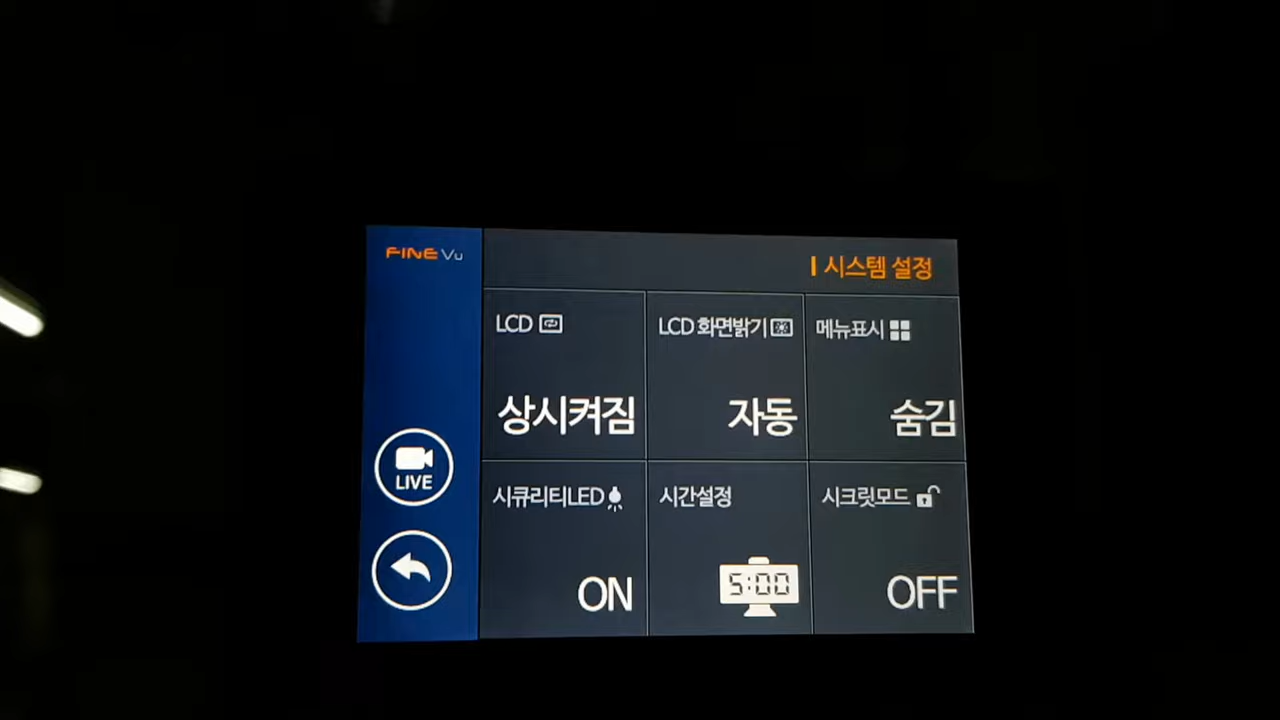 FINEVu
시스템 설정
LCD
상시켜짐
LCD 화면밝기
자동
메뉴표시
숨김
LIVE
시큐리티LED
ON
시간설정
5:00
시크릿모드
OFF